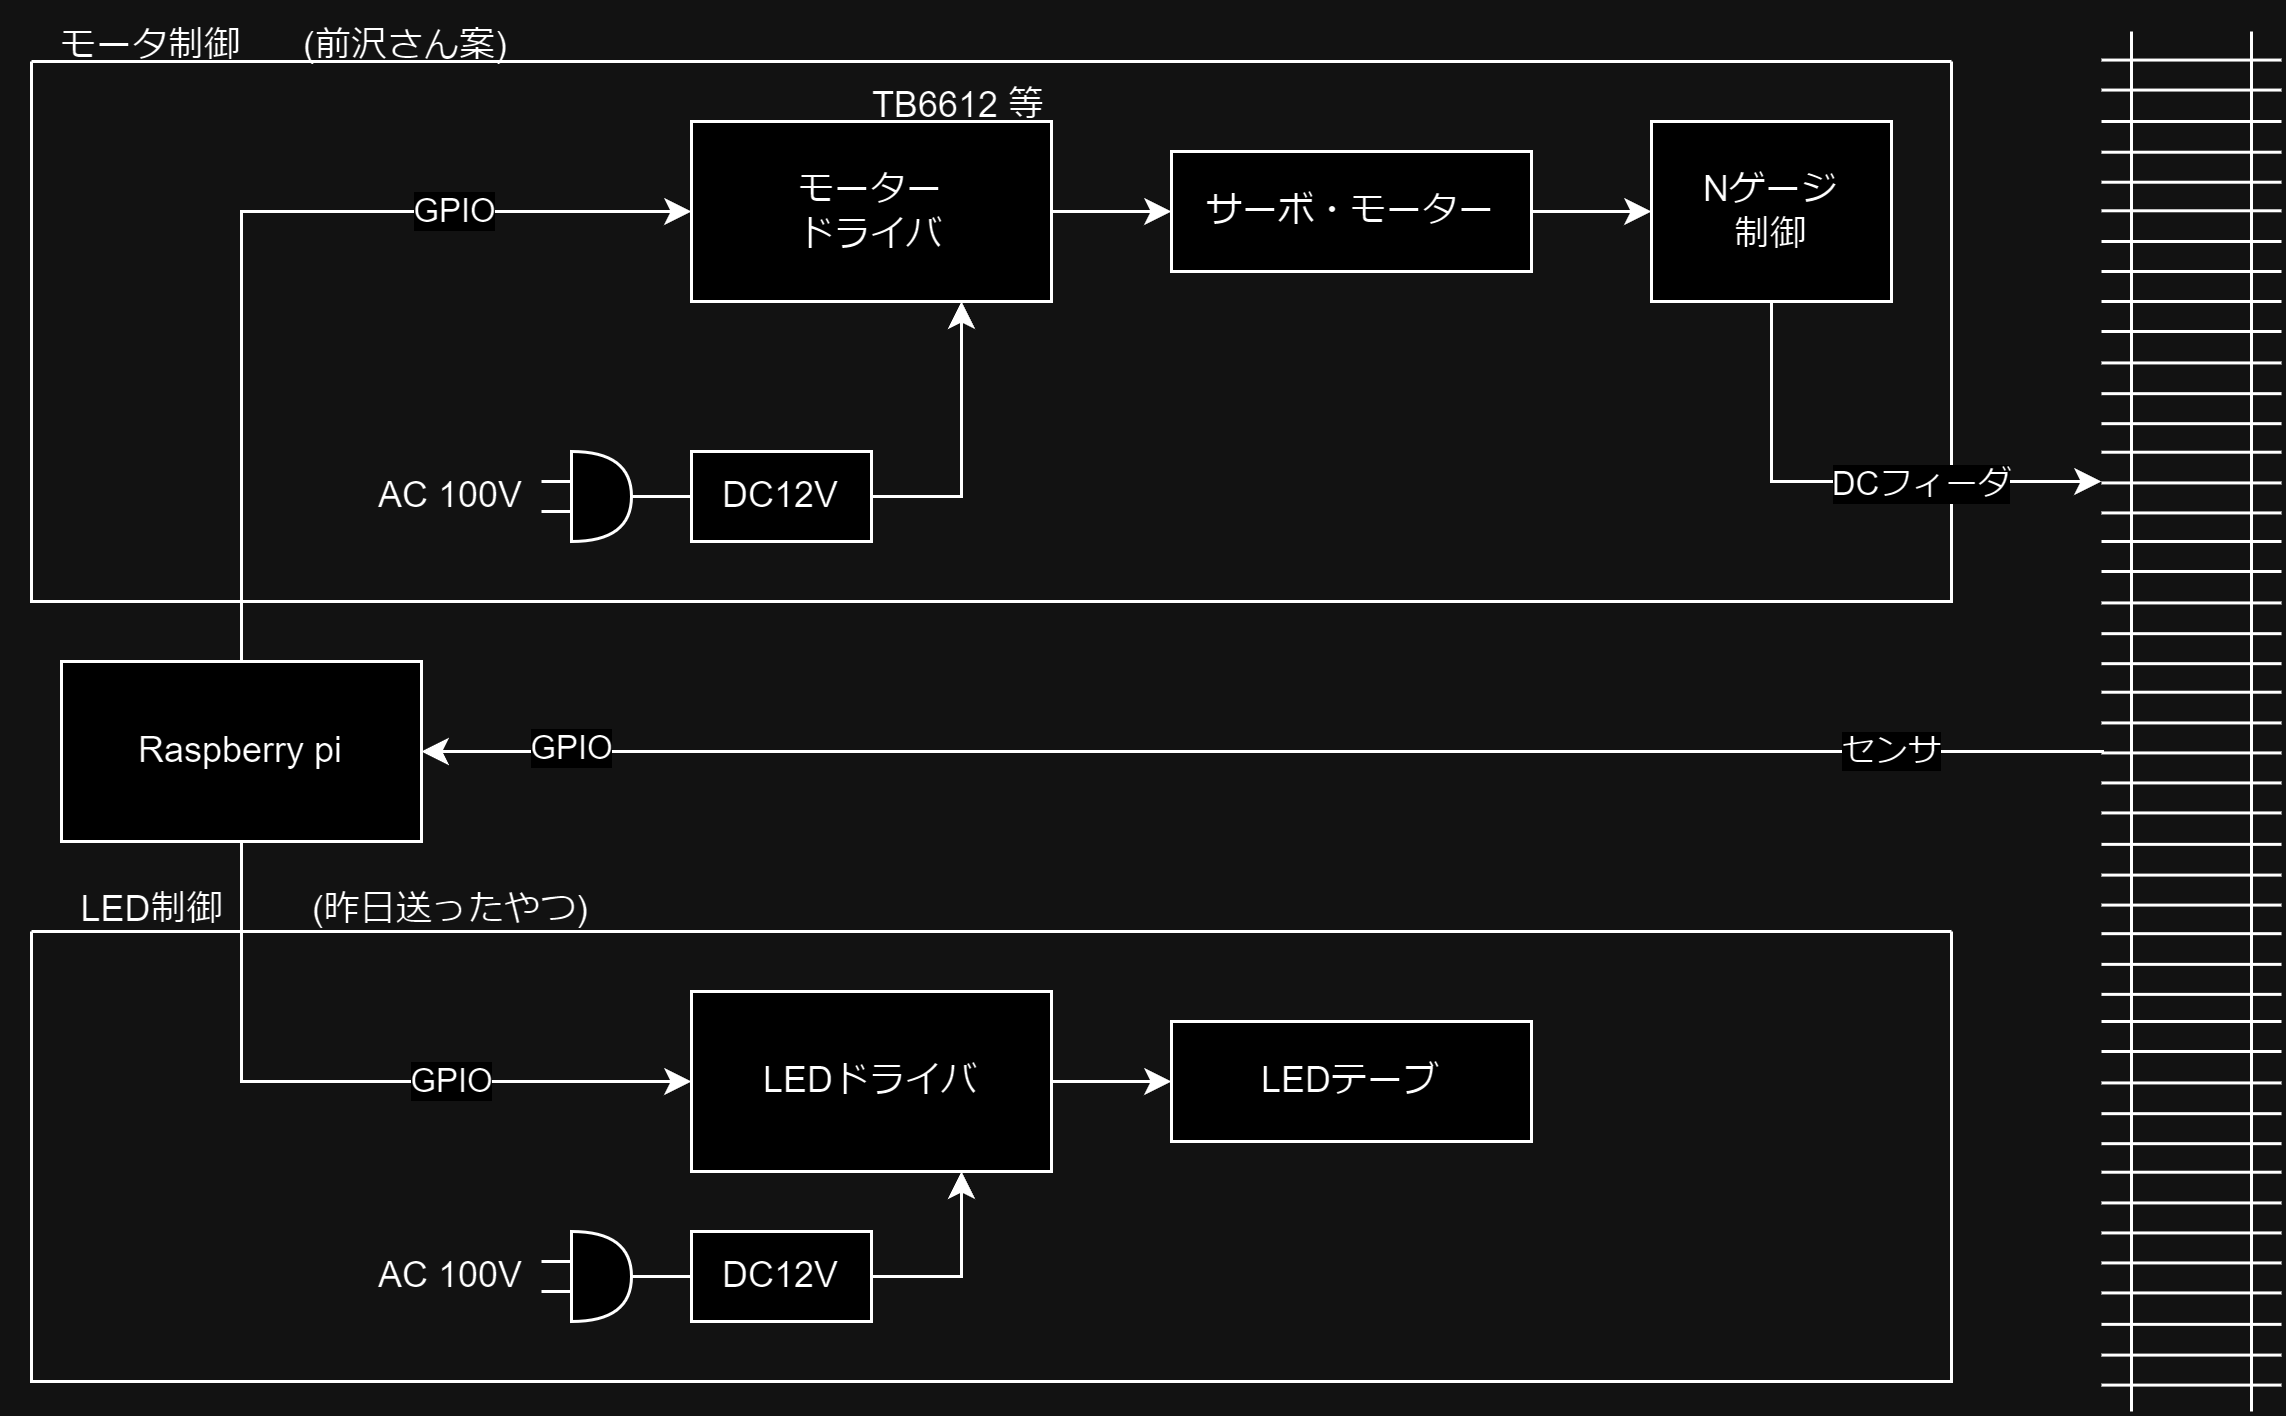 モータ制御 (前沢さん案)
TB6612 等
モーター
ドライバ
サーボ・モーター
Nゲージ
制御
GPIO
AC 100V
DC12V
DCフィーダ
Raspberry pi
GPIO
センサ
LED制御 (昨日送ったやつ)
GPIO
LEDドライバ
LEDテープ
AC 100V
DC12V